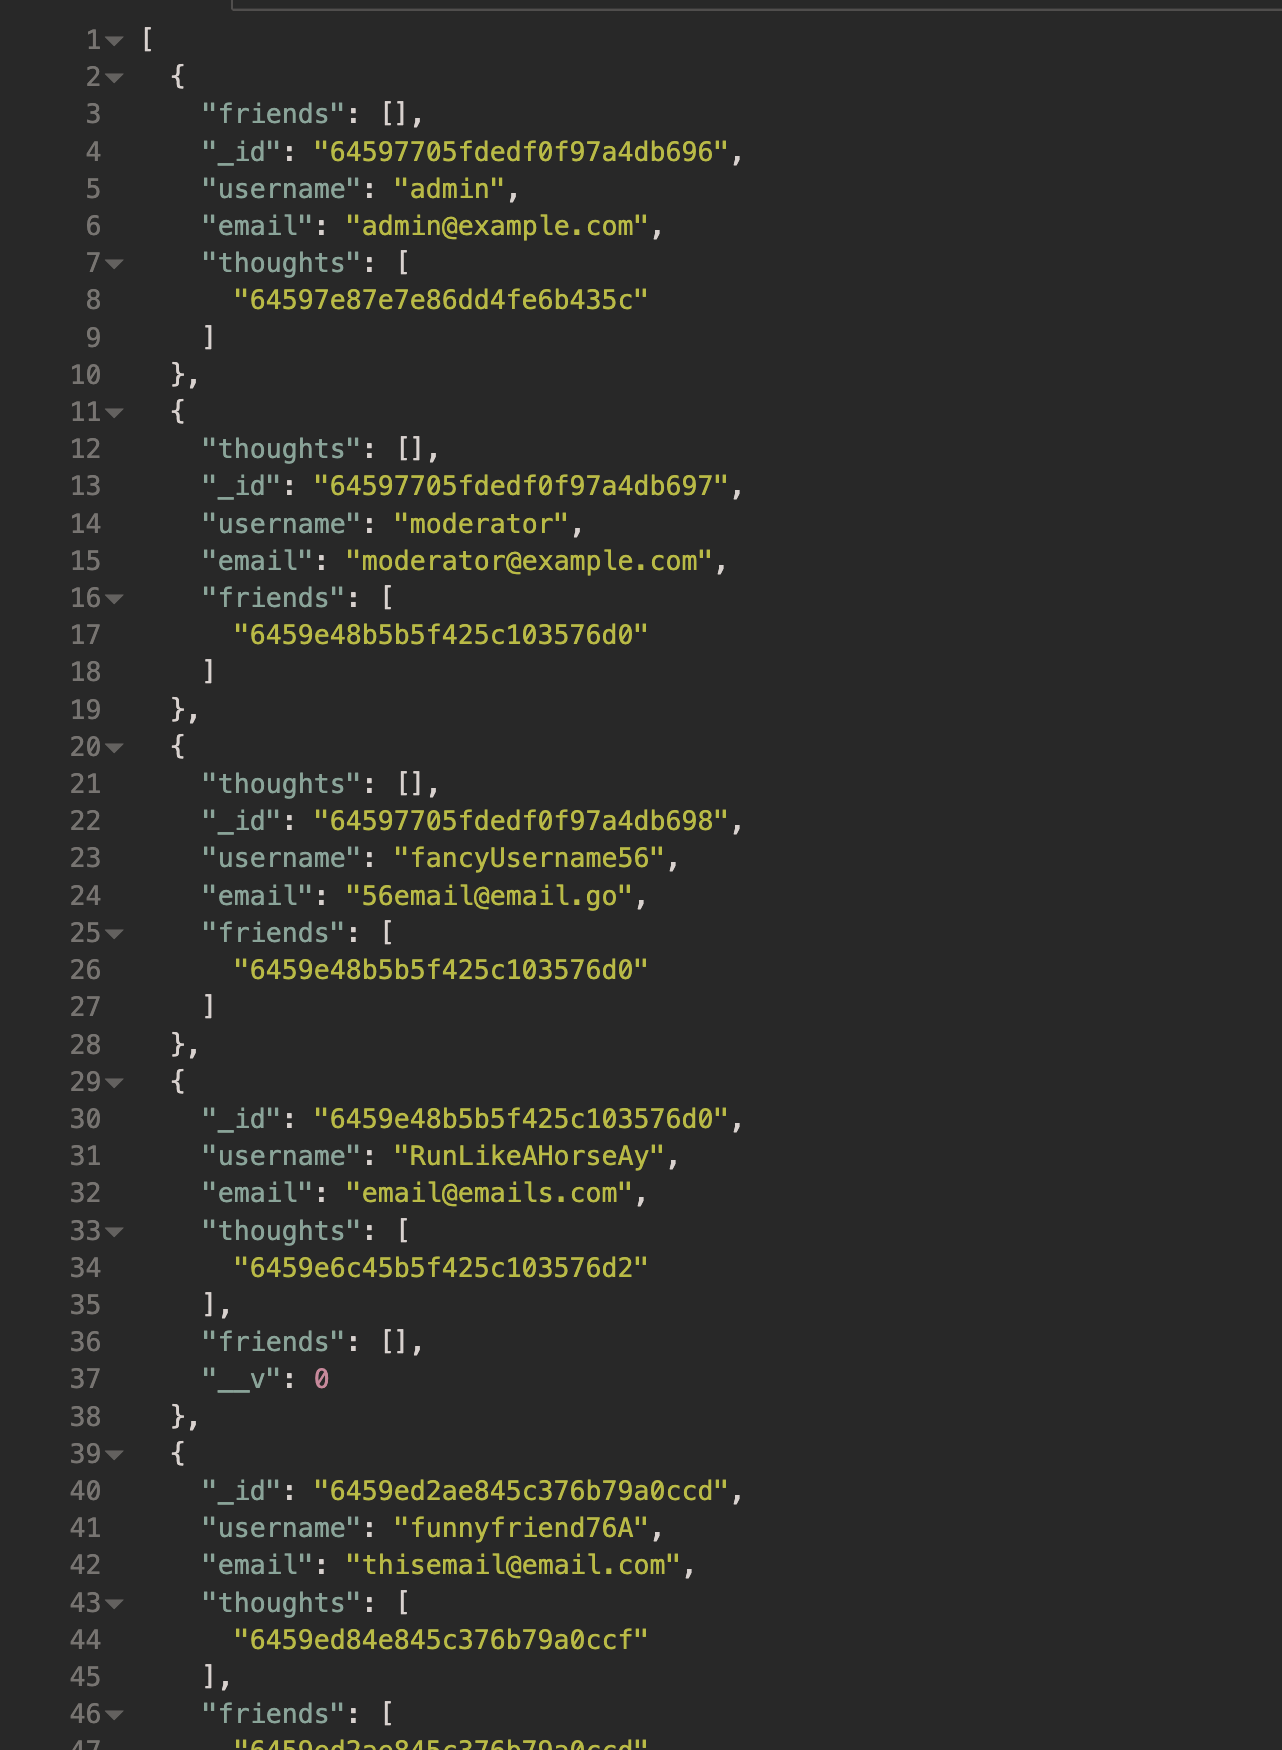 1 [
2 {
3 "friends": [],
4 "_id": "64597705fdedf0f97a4db696",
5 "username": "admin",
6 "email": "admin@example.com",
7 "thoughts": [
8 "64597e87e7e86dd4fe6b435c"
9 ]
10 },
11 {
12 "thoughts": [],
13 "_id": "64597705fdedf0f97a4db697",
14 "username": "moderator",
15 "email": "moderator@example.com",
16 "friends": [
17 "6459e48b5b5f425c103576d0"
18 ]
19 },
20 {
21 "thoughts": [],
22 "_id": "64597705fdedf0f97a4db698",
23 "username": "fancyUsername56",
24 "email": "56email@email.go",
25 "friends": [
26 "6459e48b5b5f425c103576d0"
27 ]
28 },
29 {
30 "_id": "6459e48b5b5f425c103576d0",
31 "username": "RunLikeAHorseAy",
32 "email": "email@emails.com",
33 "thoughts": [
34 "6459e6c45b5f425c103576d2"
35 ],
36 "friends": [],
37 "__v": 0
38 },
39 {
40 "_id": "6459ed2ae845c376b79a0ccd",
41 "username": "funnyfriend76A",
42 "email": "thisemail@email.com",
43 "thoughts": [
44 "6459ed84e845c376b79a0ccf"
45 ],
46 "friends": [
47 "6459ed2ae845c376b79a0ccd"